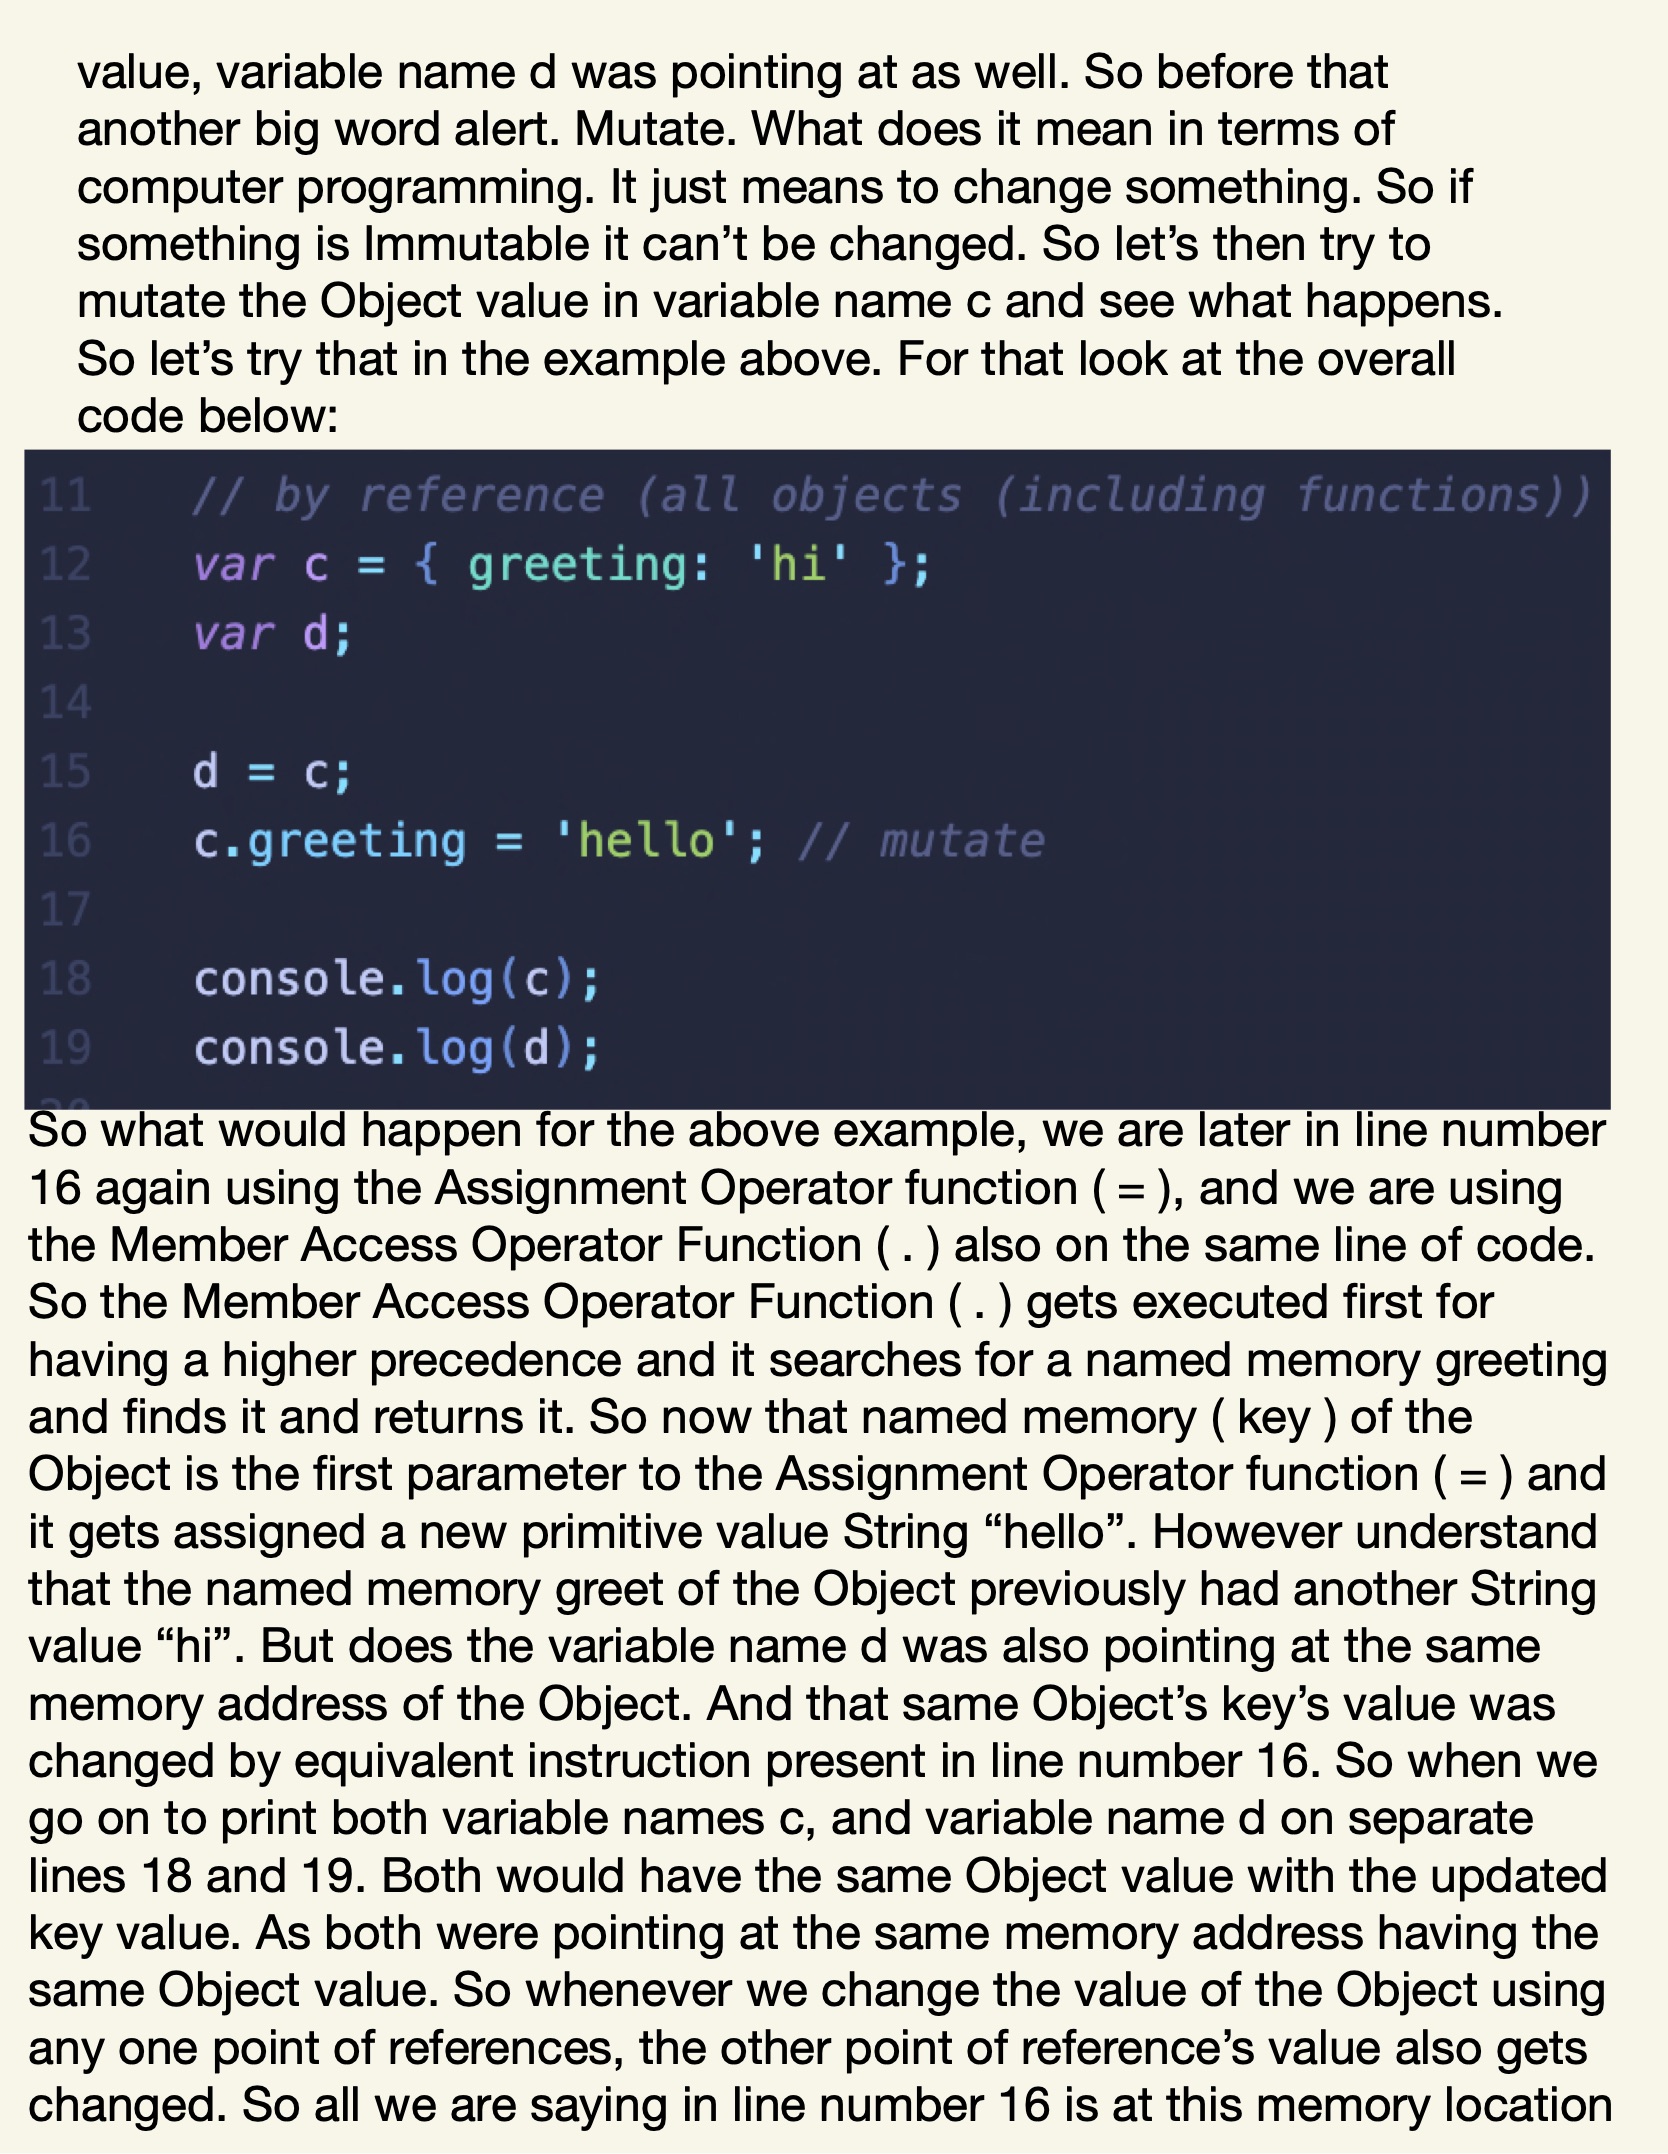 value, variable name d was pointing at as well. So before that
another big word alert. Mutate. What does it mean in terms of
computer programming. It just means to change something. So if
something is Immutable it can’t be changed. So let’s then try to
mutate the Object value in variable name c and see what happens.
So let’s try that in the example above. For that look at the overall
code below:
11 // by reference (all objects (including functions))
12 var c = { greeting: 'hi' };
13 var d;
14
15 d = c;
16 c.greeting = 'hello'; // mutate
17
18 console.log(c);
19 console.log(d);
20
So what would happen for the above example, we are later in line number
16 again using the Assignment Operator function ( = ), and we are using
the Member Access Operator Function ( . ) also on the same line of code.
So the Member Access Operator Function ( . ) gets executed first for
having a higher precedence and it searches for a named memory greeting
and finds it and returns it. So now that named memory ( key ) of the
Object is the first parameter to the Assignment Operator function ( = ) and
it gets assigned a new primitive value String “hello”. However understand
that the named memory greet of the Object previously had another String
value “hi”. But does the variable name d was also pointing at the same
memory address of the Object. And that same Object’s key’s value was
changed by equivalent instruction present in line number 16. So when we
go on to print both variable names c, and variable name d on separate
lines 18 and 19. Both would have the same Object value with the updated
key value. As both were pointing at the same memory address having the
same Object value. So whenever we change the value of the Object using
any one point of references, the other point of reference’s value also gets
changed. So all we are saying in line number 16 is at this memory location